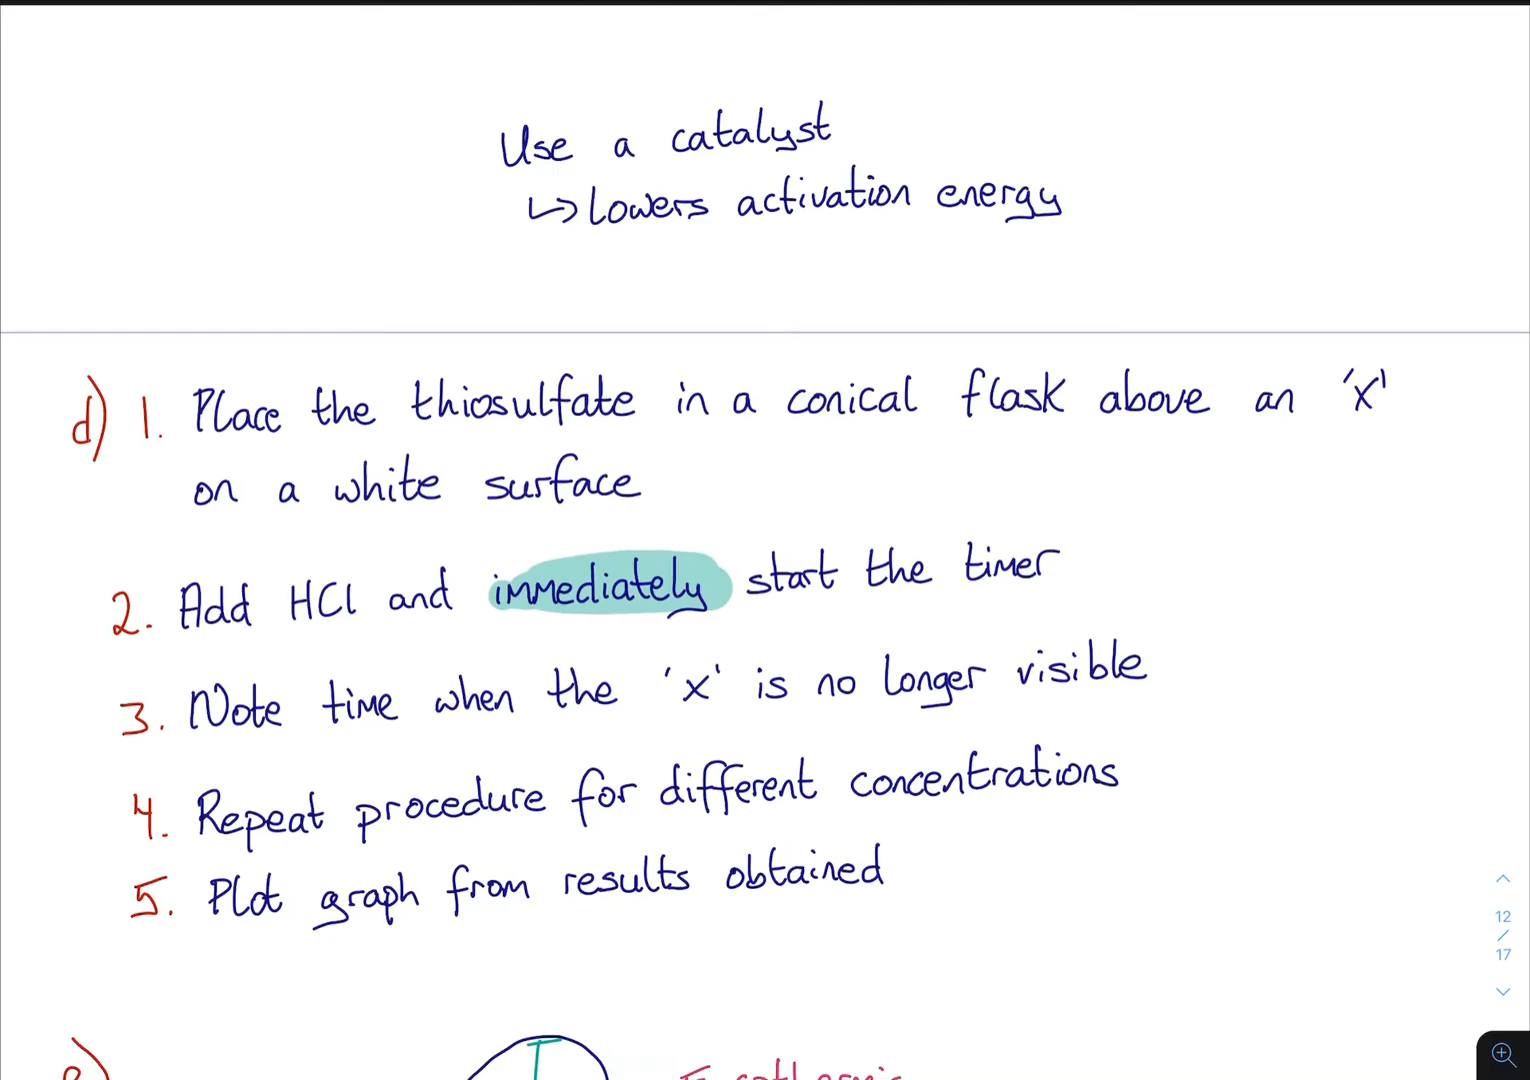 Use a catalyst
↳ Lowers activation energy
d) 1. Place the thiosulfate in a conical flask above an 'x'
on a white surface
2. Add HCl and immediately start the timer
3. Note time when the 'x' is no longer visible
4. Repeat procedure for different concentrations
5. Plot graph from results obtained
12
/
17